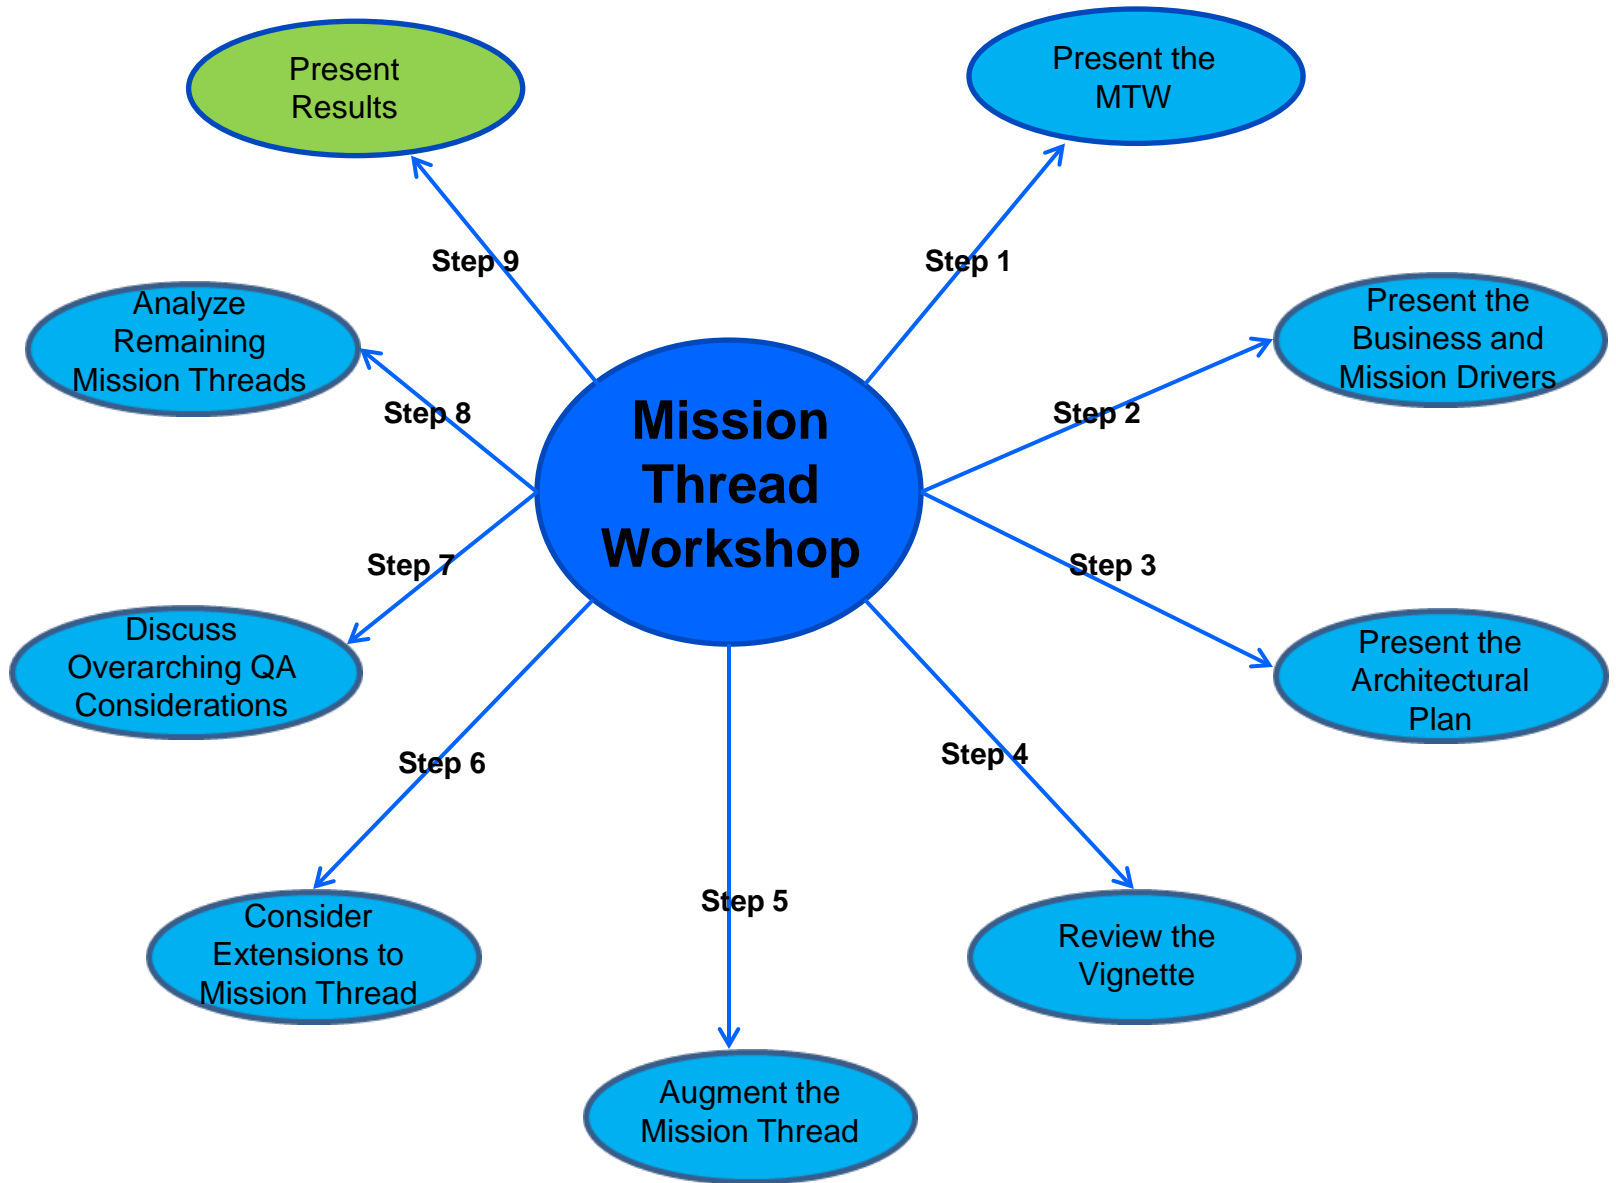 Present
Results
Present the
MTW
Step 9
Step 1
Analyze
Remaining
Mission Threads
Present the
Business and
Mission Drivers
Step 8
Step 2
Mission
Thread
Workshop
Step 7
Step 3
Discuss
Overarching QA
Considerations
Present the
Architectural
Plan
Step 6
Step 4
Step 5
Consider
Extensions to
Mission Thread
Review the
Vignette
Augment the
Mission Thread